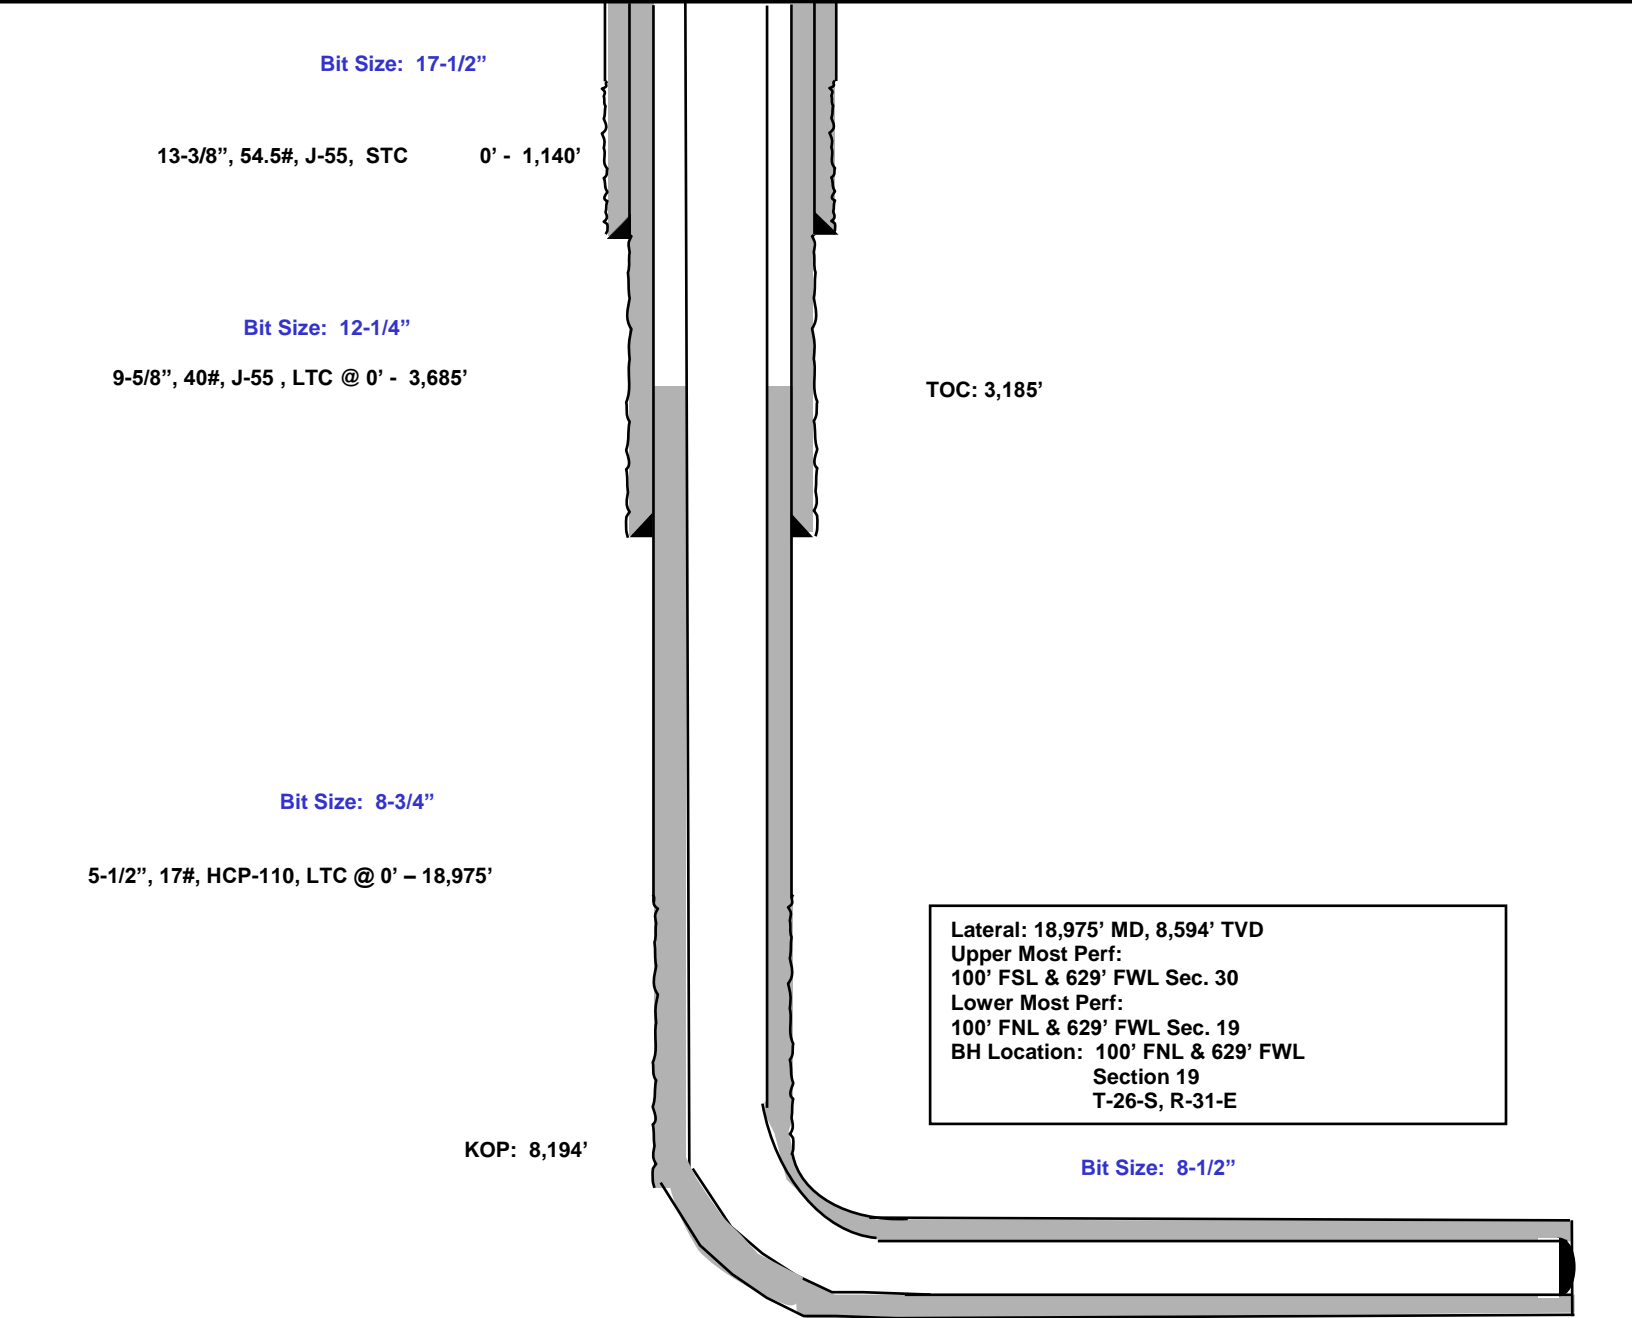 Bit Size: 17-1/2”
13-3/8”, 54.5#, J-55, STC 0’ - 1,140’
Bit Size: 12-1/4”
9-5/8”, 40#, J-55 , LTC @ 0’ - 3,685’
TOC: 3,185’
Bit Size: 8-3/4”
5-1/2”, 17#, HCP-110, LTC @ 0’ – 18,975’
Lateral: 18,975’ MD, 8,594’ TVD
Upper Most Perf:
100’ FSL & 629’ FWL Sec. 30
Lower Most Perf:
100’ FNL & 629’ FWL Sec. 19
BH Location: 100’ FNL & 629’ FWL
Section 19
T-26-S, R-31-E
KOP: 8,194’
Bit Size: 8-1/2”